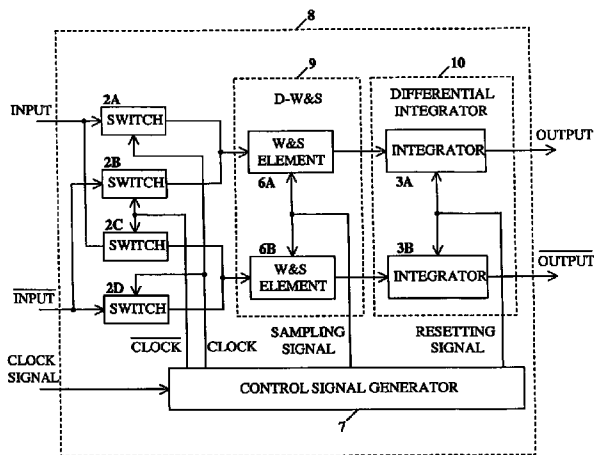 8
9
10
2A
D-W&S
DIFFERENTIAL
INTEGRATOR
INPUT
SWITCH
OUTPUT
2B
W&S
ELEMENT
INTEGRATOR
SWITCH
6A
3A
2C
SWITCH
6B
3B
OUTPUT
INPUT
2D
W&S
ELEMENT
INTEGRATOR
SWITCH
SAMPLING
SIGNAL
RESETTING
SIGNAL
CLOCK
CLOCK
CLOCK
SIGNAL
CONTROL SIGNAL GENERATOR
7